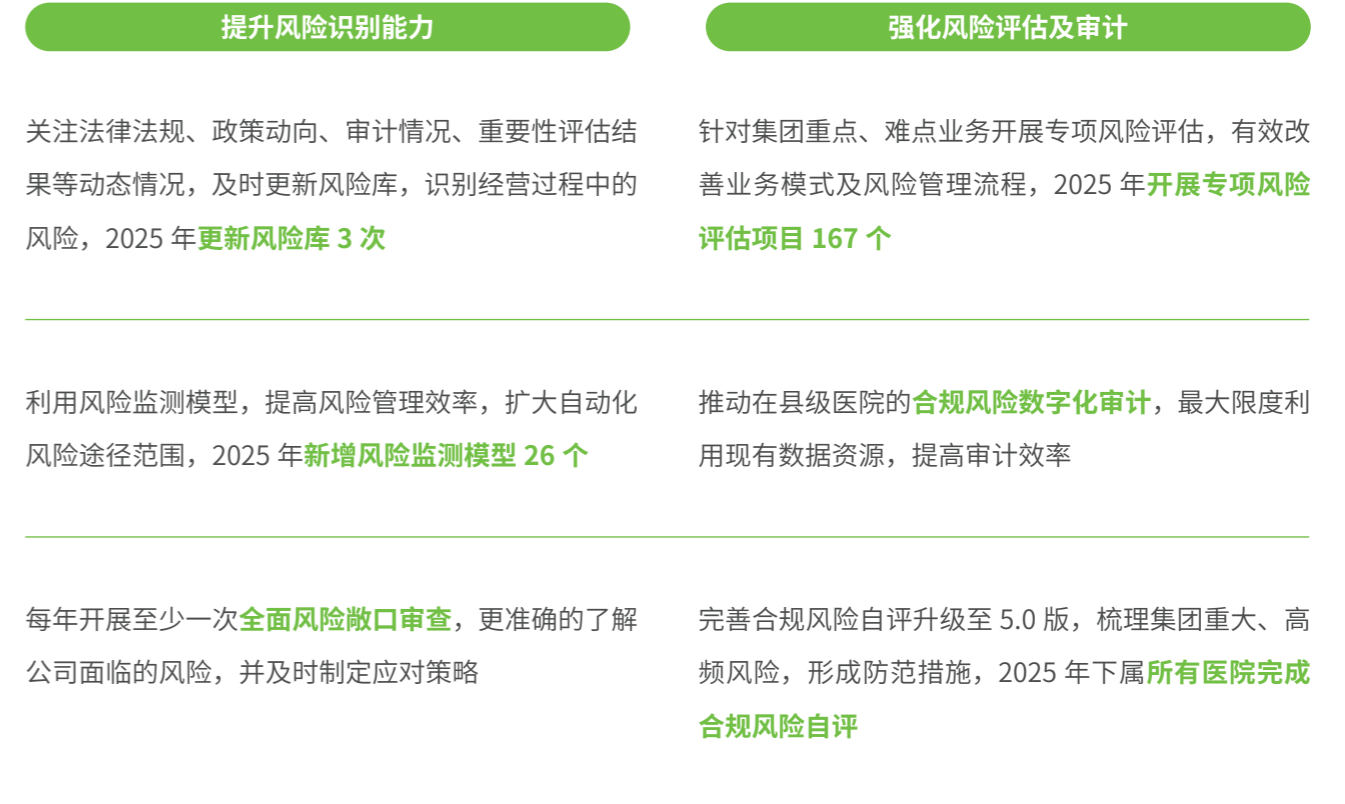 提升风险识别能力
关注法律法规、政策动向、审计情况、重要性评估结
果等动态情况，及时更新风险库，识别经营过程中的
风险，2025 年更新风险库 3 次
利用风险监测模型，提高风险管理效率，扩大自动化
风险途径范围，2025 年新增风险监测模型 26 个
每年开展至少一次全面风险敞口审查，更准确的了解
公司面临的风险，并及时制定应对策略
强化风险评估及审计
针对集团重点、难点业务开展专项风险评估，有效改
善业务模式及风险管理流程，2025 年开展专项风险
评估项目 167 个
推动在县级医院的合规风险数字化审计，最大限度利
用现有数据资源，提高审计效率
完善合规风险自评升级至 5.0 版，梳理集团重大、高
频风险，形成防范措施，2025 年下属所有医院完成
合规风险自评